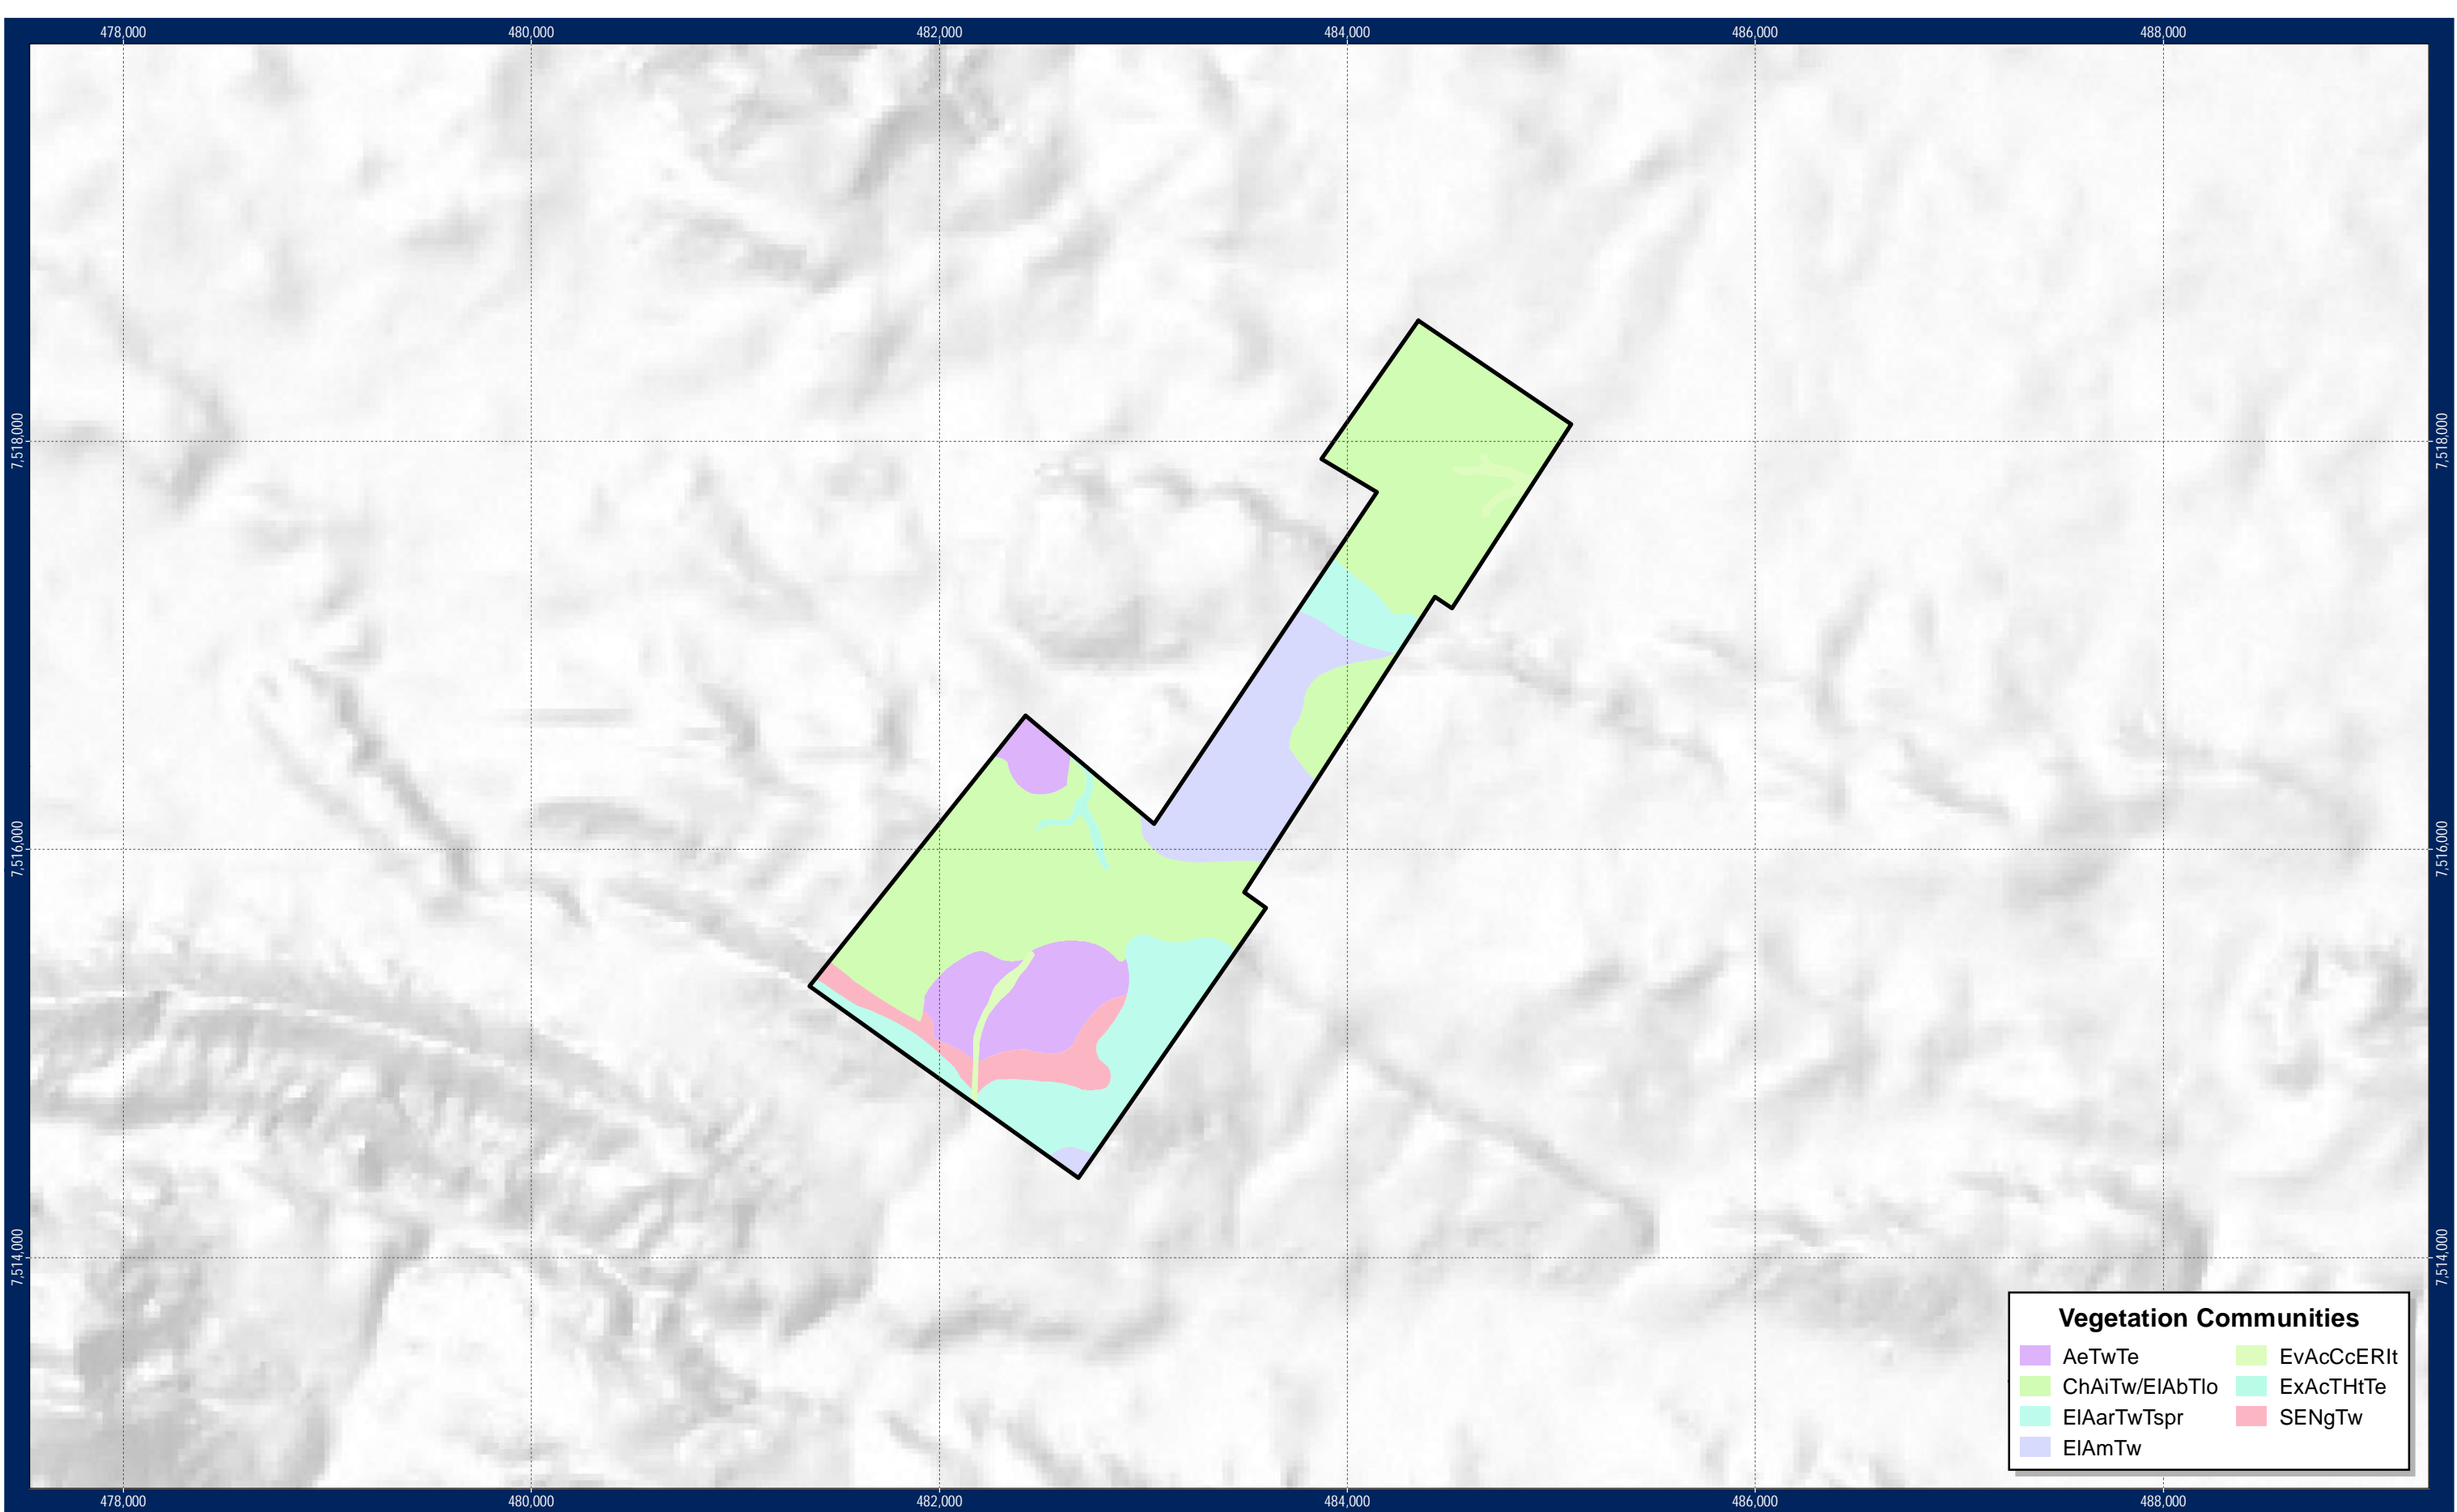 478,000 480,000 482,000 484,000 486,000 488,000
7,518,000 7,518,000
7,516,000 7,516,000
7,514,000 7,514,000
Vegetation Communities
AeTwTe
ChAiTw/ElAbTlo
ElAarTwTspr
ElAmTw
EvAcCcERIt
ExAcTHtTe
SENgTw
478,000 480,000 482,000 484,000 486,000 488,000